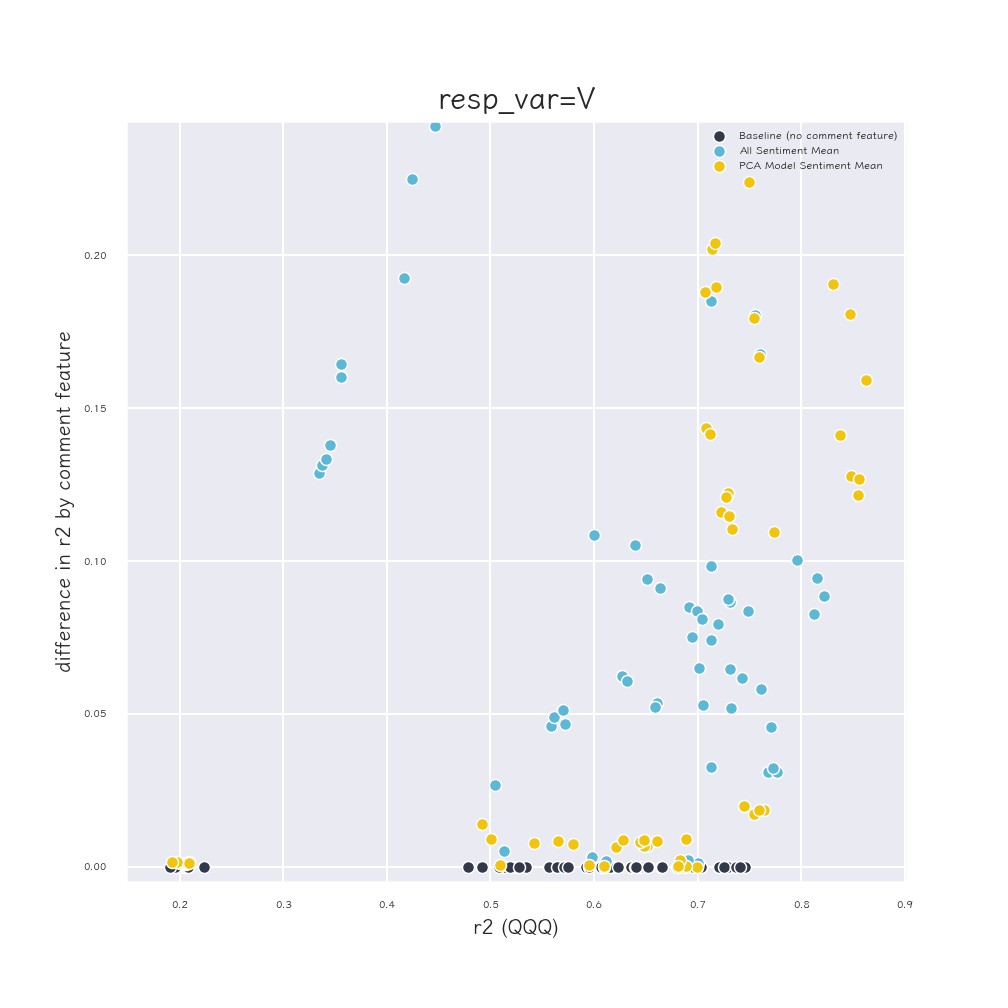 resp_var=V
Baseline (no comment feature)
All Sentiment Mean
PCA Model Sentiment Mean
difference in r2 by comment feature
0.20
0.15
0.10
0.05
0.00
0.2 0.3 0.4 0.5 0.6 0.7 0.8 0.9
r2 (QQQ)